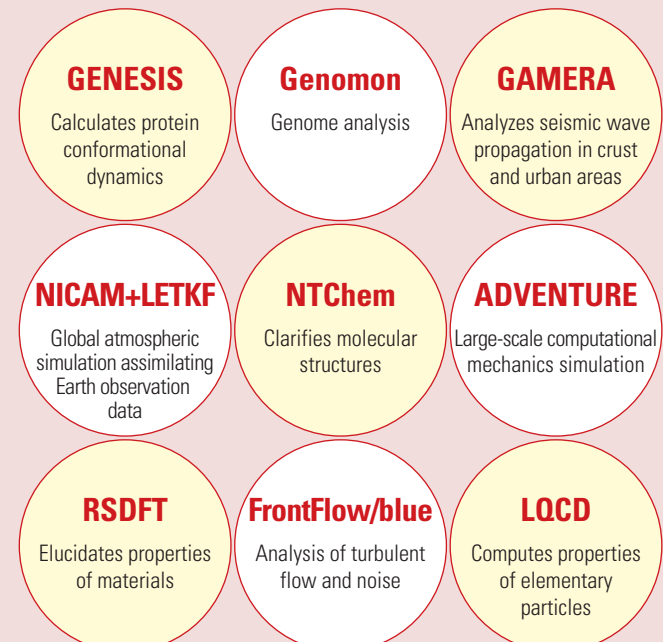 GENESIS
Calculates protein
conformational
dynamics
Genomon
Genome analysis
GAMERA
Analyzes seismic wave
propagation in crust
and urban areas
NICAM+LETKF
Global atmospheric
simulation assimilating
Earth observation
data
NTChem
Clarifies molecular
structures
ADVENTURE
Large-scale computational
mechanics simulation
RSDFT
Elucidates properties
of materials
FrontFlow/blue
Analysis of turbulent
flow and noise
LQCD
Computes properties
of elementary
particles